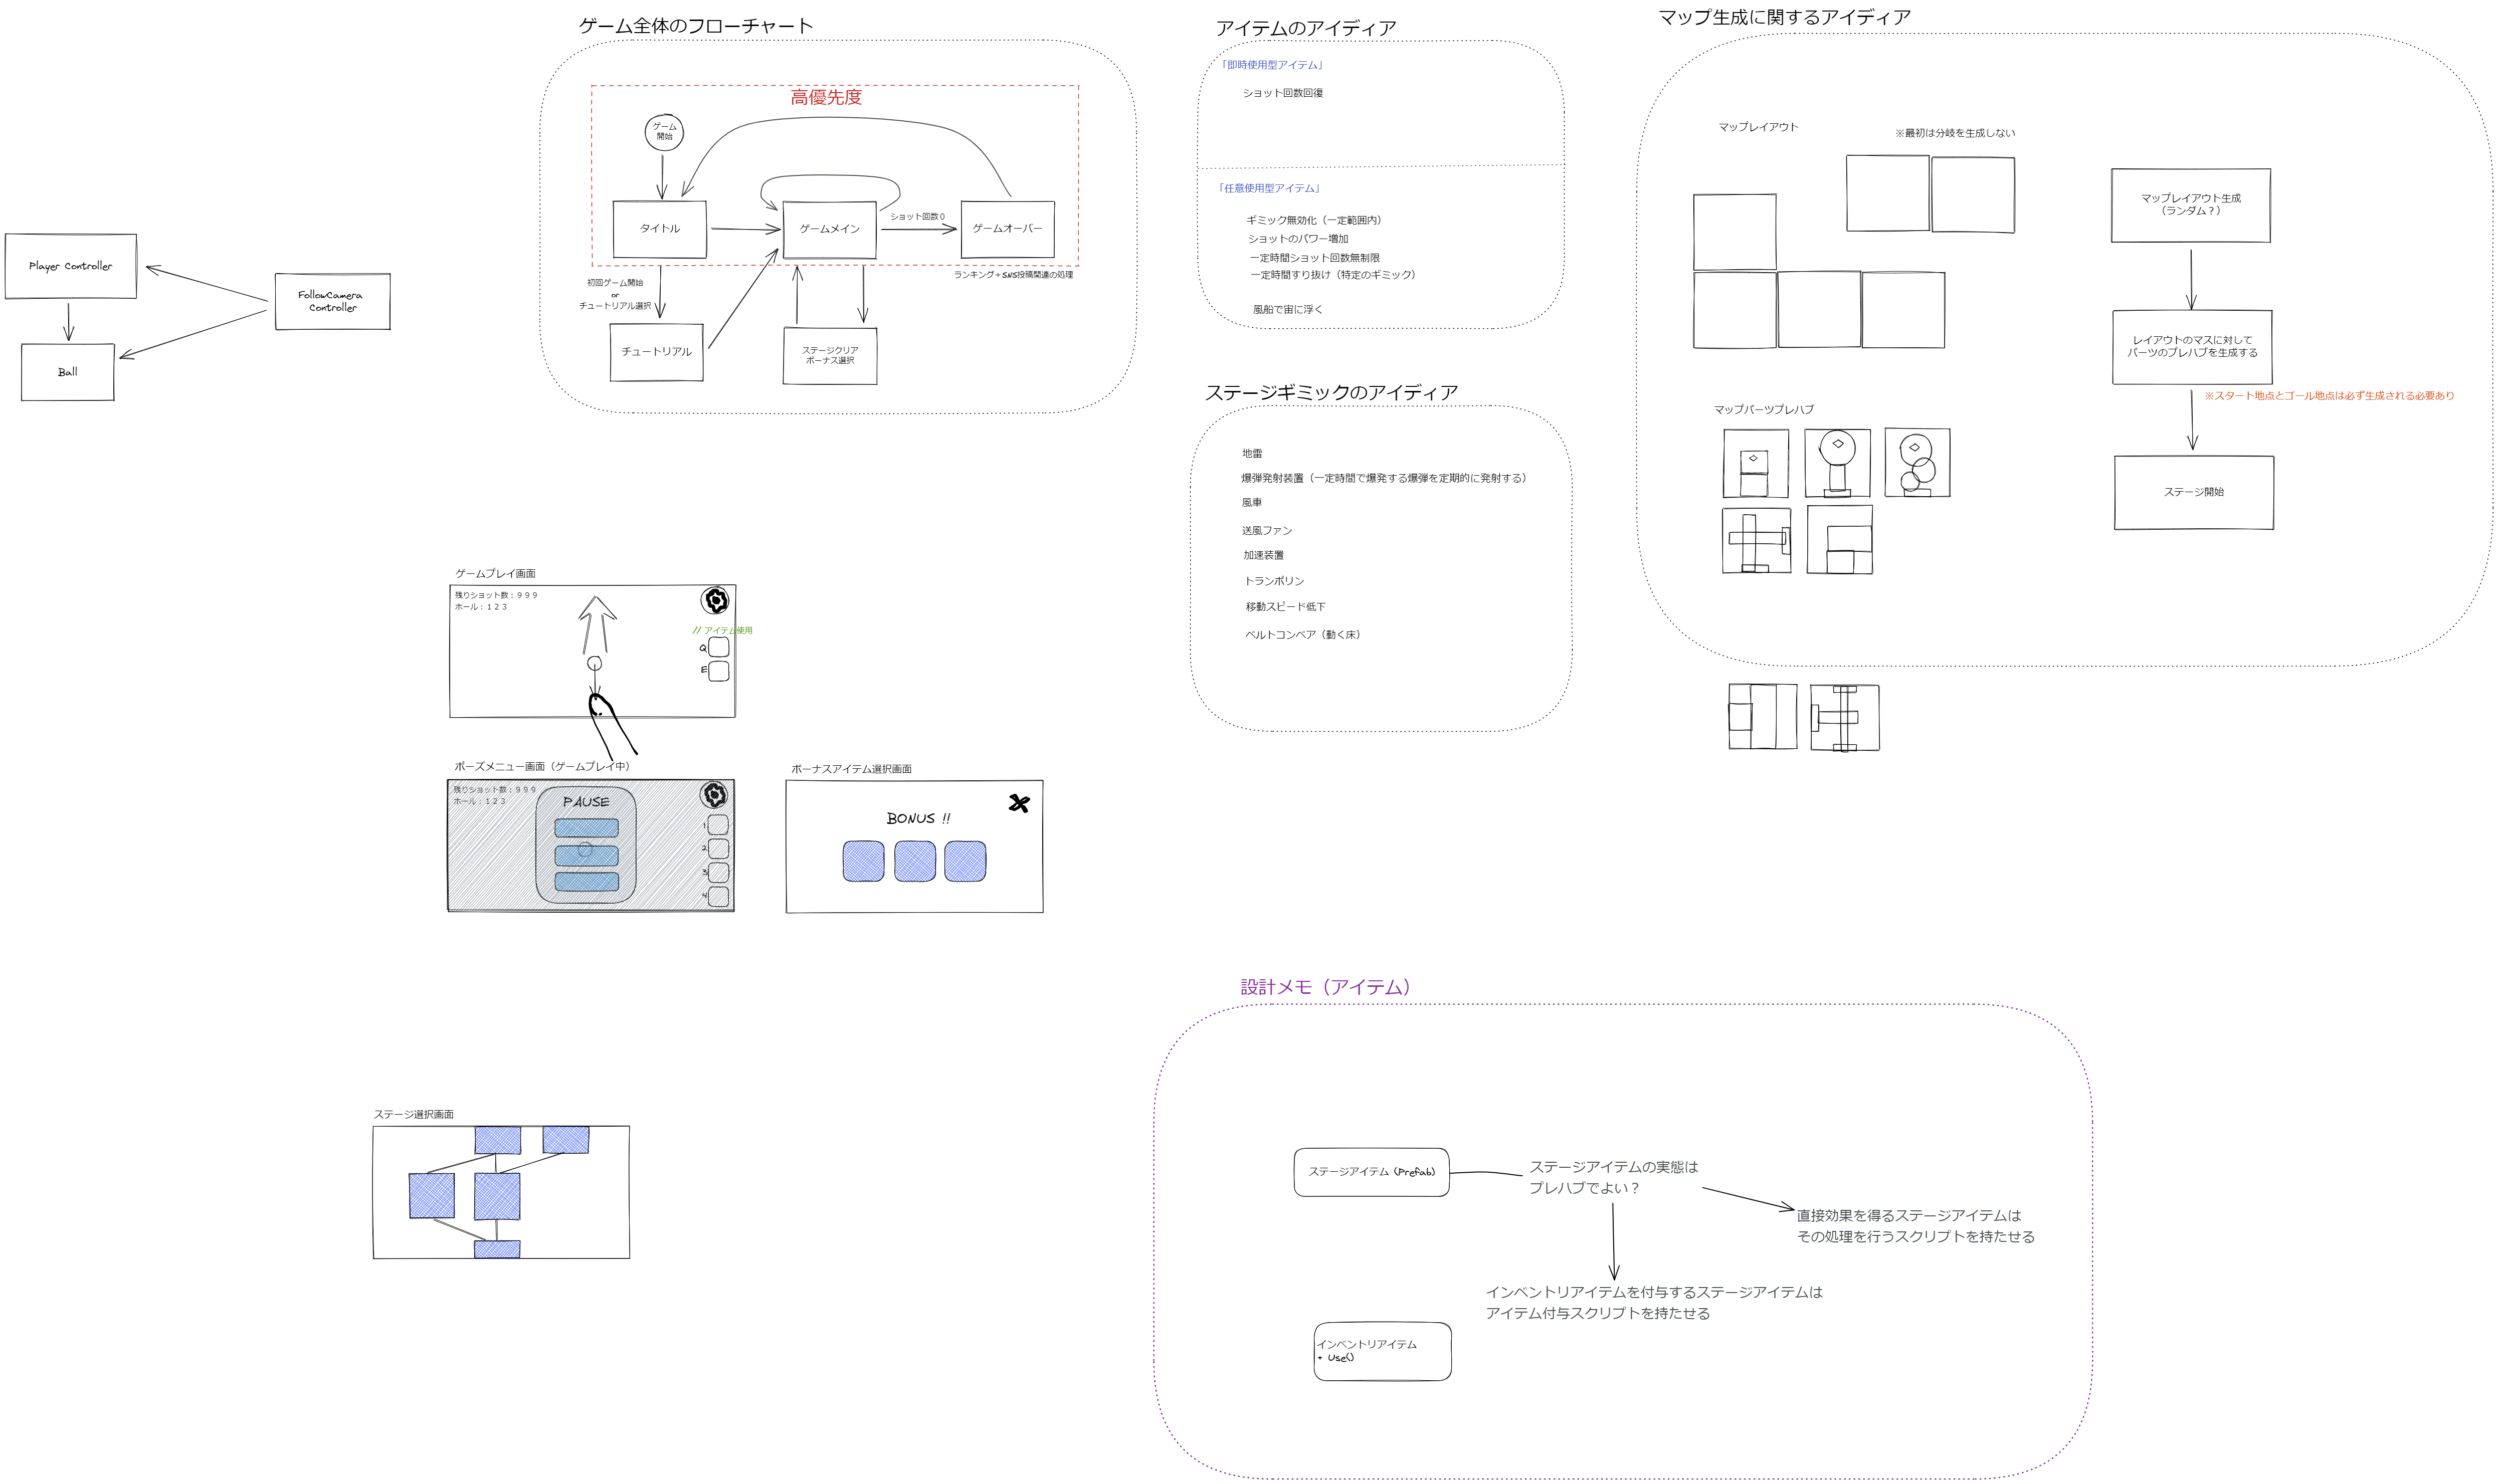 ゲーム全体のフローチャート
高優先度
ゲーム
開始
タイトル
ゲームメイン
ショット回数０
ゲームオーバー
ランキング＋SNS投稿関連の処理
初回ゲーム開始
or
チュートリアル選択
チュートリアル
ステージクリア
ボーナス選択
Player Controller
FollowCamera
Controller
Ball
アイテムのアイディア
「即時使用型アイテム」
ショット回数回復
「任意使用型アイテム」
ギミック無効化（一定範囲内）
ショットのパワー増加
一定時間ショット回数無制限
一定時間すり抜け（特定のギミック）
風船で宙に浮く
ステージギミックのアイディア
地雷
爆弾発射装置（一定時間で爆発する爆弾を定期的に発射する）
風車
送風ファン
加速装置
トランポリン
移動スピード低下
ベルトコンベア（動く床）
マップ生成に関するアイディア
マップレイアウト
※最初は分岐を生成しない
マップレイアウト生成
（ランダム？）
レイアウトのマスに対して
パーツのプレハブを生成する
※スタート地点とゴール地点は必ず生成される必要あり
ステージ開始
マップパーツプレハブ
ゲームプレイ画面
残りショット数：９９９
ホール：１２３
// アイテム使用
Q
E
ポーズメニュー画面（ゲームプレイ中）
残りショット数：９９９
ホール：１２３
PAUSE
1
2
3
4
ボーナスアイテム選択画面
BONUS !!
ステージ選択画面
設計メモ（アイテム）
ステージアイテム (Prefab)
ステージアイテムの実態は
プレハブでよい？
直接効果を得るステージアイテムは
その処理を行うスクリプトを持たせる
インベントリアイテムを付与するステージアイテムは
アイテム付与スクリプトを持たせる
インベントリアイテム
+ Use()